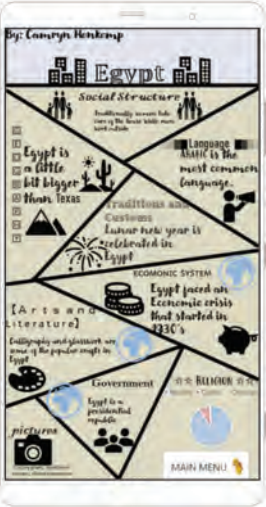 By: Camryn Henkemp
Egypt
Social Structure
Traditionally women take
care of the house while men
work outside
Egypt is
a little
bit bigger
than Texas
Language
ARABIC is the
most common
language.
Traditions and
Customs
Lunar new year is
celebrated in
Egypt
ECOMONIC SYSTEM
Egypt faced an
Economic crisis
that started in
1930's
[Arts and
Literature]
Calligraphy and glasswork are
some of the popular crafts in
Egypt
Government
Egypt is a
presidential
republic
RELIGION
pictures
MAIN MENU